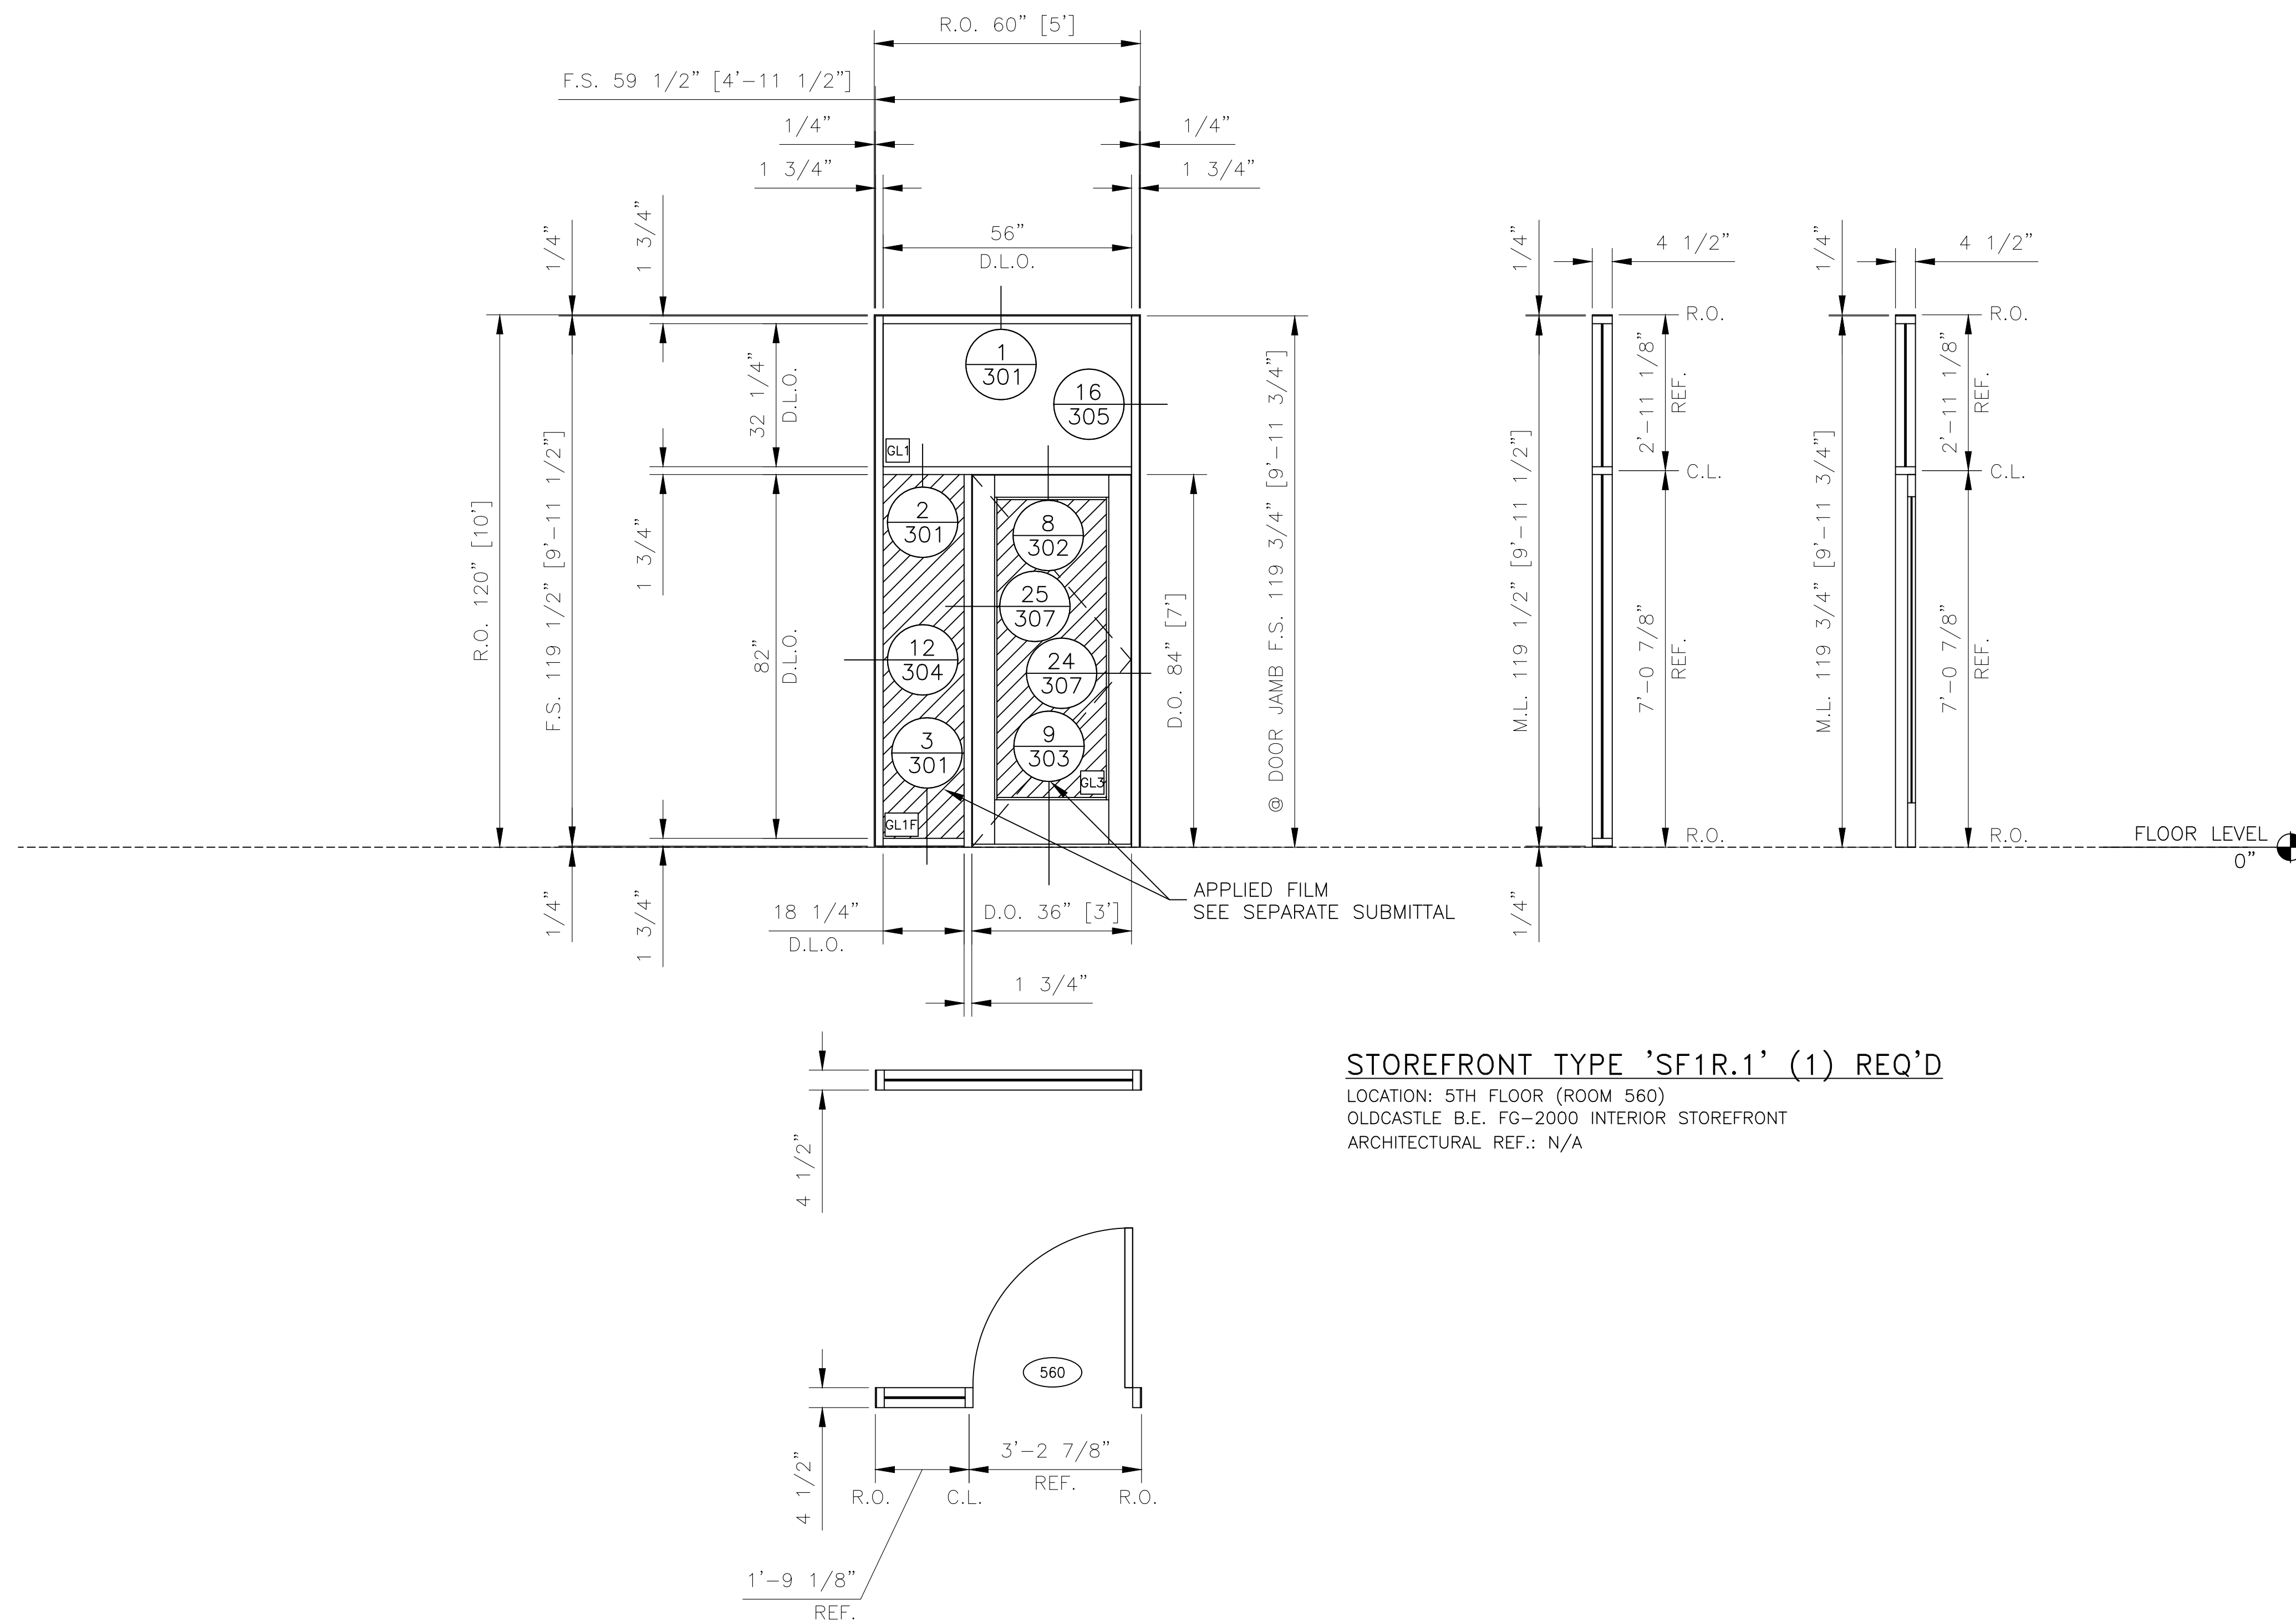 R.O. 60" [5']
F.S. 59 1/2" [4'-11 1/2"]
1/4"
1/4"
1 3/4"
1 3/4"
56"
D.L.O.
1/4"
1 3/4"
R.O. 120" [10']
F.S. 119 1/2" [9'-11 1/2"]
32 1/4"
D.L.O.
1 3/4"
82"
D.L.O.
1/4"
1 3/4"
1
301
16
305
GL1
2
301
8
302
25
307
12
304
24
307
3
301
9
303
GL3
GL1F
D.O. 84" [7']
@ DOOR JAMB F.S. 119 3/4" [9'-11 3/4"]
1/4"
4 1/2"
R.O.
M.L. 119 1/2" [9'-11 1/2"]
2'-11 1/8"
REF.
C.L.
7'-0 7/8"
REF.
R.O.
1/4"
1/4"
4 1/2"
R.O.
M.L. 119 3/4" [9'-11 3/4"]
2'-11 1/8"
REF.
C.L.
7'-0 7/8"
REF.
R.O.
FLOOR LEVEL
0"
APPLIED FILM
SEE SEPARATE SUBMITTAL
18 1/4"
D.L.O.
D.O. 36" [3']
1 3/4"
4 1/2"
STOREFRONT TYPE 'SF1R.1' (1) REQ'D
LOCATION: 5TH FLOOR (ROOM 560)
OLDCASTLE B.E. FG-2000 INTERIOR STOREFRONT
ARCHITECTURAL REF.: N/A
560
4 1/2"
3'-2 7/8"
REF.
R.O.
C.L.
R.O.
1'-9 1/8"
REF.